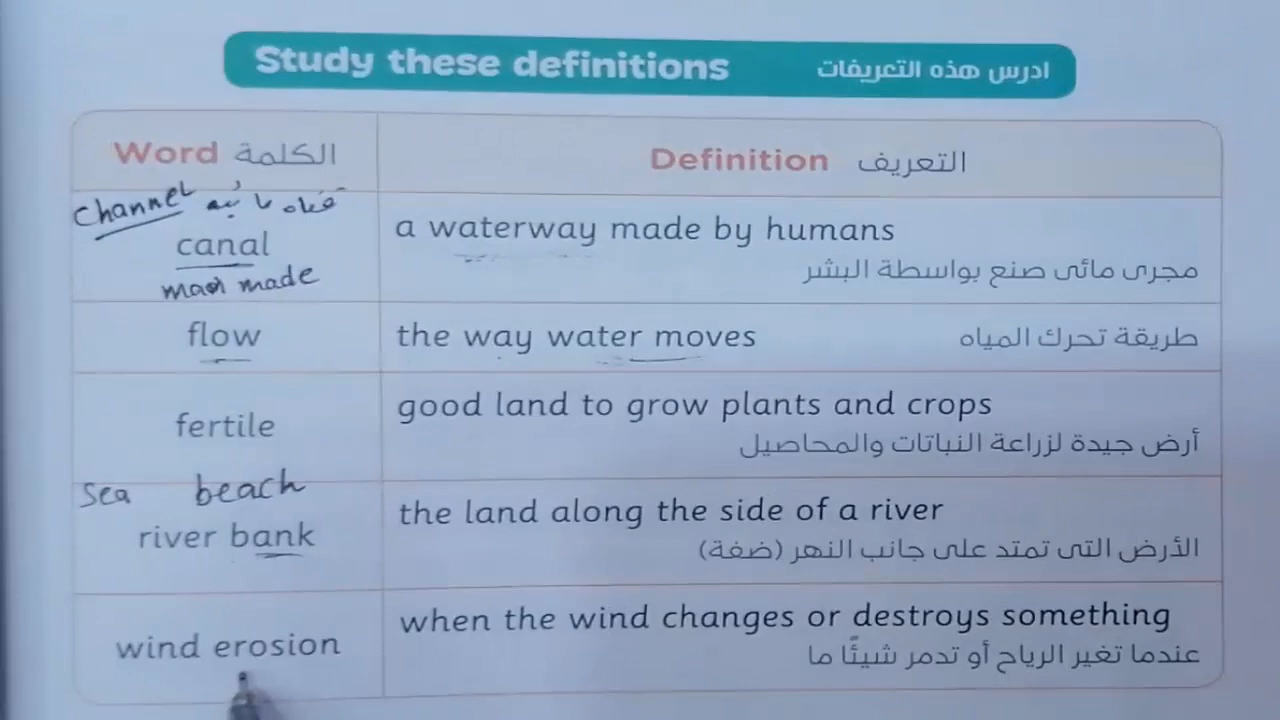 Study these definitions ادرس هذه التعريفات
Word الكلمة
Definition التعريف
channel قناه مائيه
canal
man made
a waterway made by humans
مجرى مائى صنع بواسطة البشر
flow
the way water moves طريقة تحرك المياه
fertile
good land to grow plants and crops
أرض جيدة لزراعة النباتات والمحاصيل
sea beach
river bank
the land along the side of a river
الأرض التى تمتد على جانب النهر (ضفة)
wind erosion
when the wind changes or destroys something
عندما تغير الرياح أو تدمر شيئًا ما